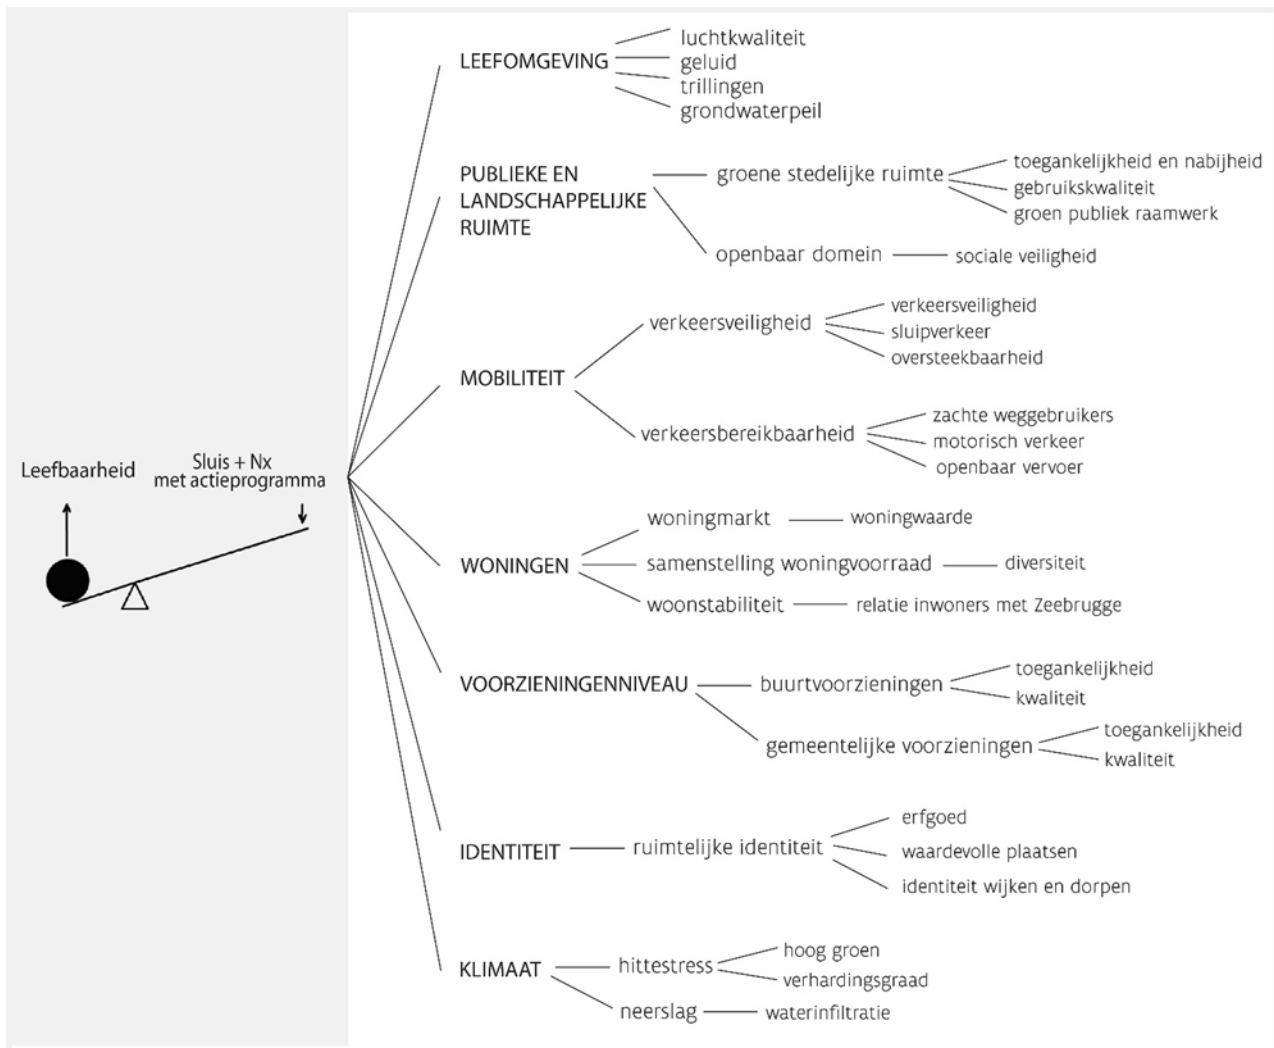 Leefbaarheid
Sluis + Nx
met actieprogramma
LEEFOMGEVING
luchtkwaliteit
geluid
trillingen
grondwaterpeil
PUBLIEKE EN
LANDSCHAPPELIJKE
RUIMTE
groene stedelijke ruimte
toegankelijkheid en nabijheid
gebruikskwaliteit
groen publiek raamwerk
openbaar domein
sociale veiligheid
MOBILITEIT
verkeersveiligheid
verkeersveiligheid
sluipverkeer
oversteekbaarheid
verkeersbereikbaarheid
zachte weggebruikers
motorisch verkeer
openbaar vervoer
WONINGEN
woningmarkt
woningwaarde
samenstelling woningvoorraad
diversiteit
woonstabiliteit
relatie inwoners met Zeebrugge
VOORZIENINGENNIVEAU
buurtvoorzieningen
toegankelijkheid
kwaliteit
gemeentelijke voorzieningen
toegankelijkheid
kwaliteit
IDENTITEIT
ruimtelijke identiteit
erfgoed
waardevolle plaatsen
identiteit wijken en dorpen
KLIMAAT
hittestress
hoog groen
verhardingsgraad
neerslag
waterinfiltratie